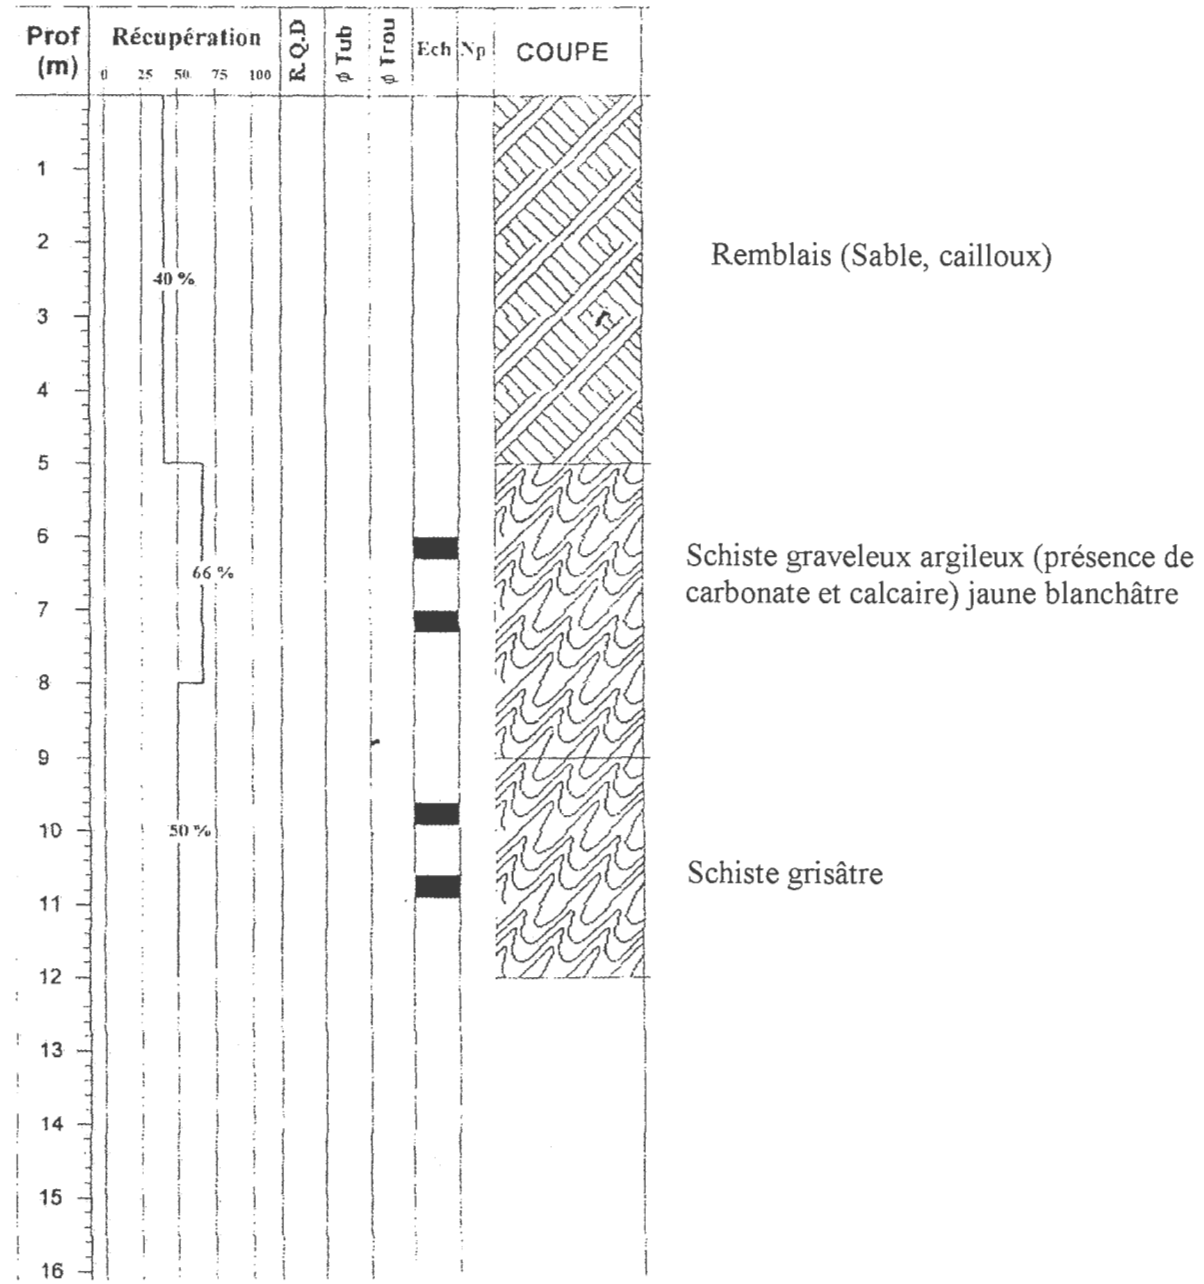 Prof (m)
Récupération
0 25 50 75 100
R.Q.D
φ Tub
φ Trou
Ech
Np
COUPE
1
2
Remblais (Sable, cailloux)
40 %
3
4
5
6
Schiste graveleux argileux (présence de
carbonate et calcaire) jaune blanchâtre
66 %
7
8
9
10
50 %
Schiste grisâtre
11
12
13
14
15
16